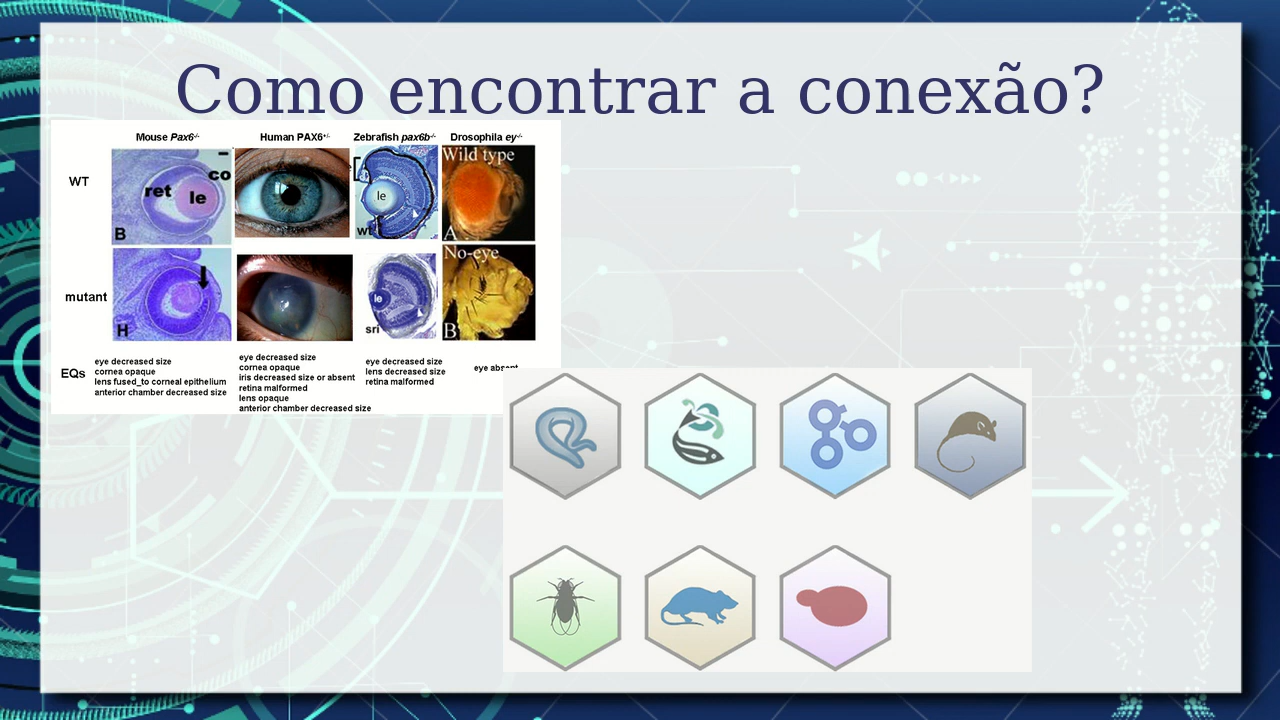 Como encontrar a conexão?
Mouse Pax6-/- Human PAX6+/- Zebrafish pax6b-/- Drosophila ey-/-
WT
co
ret le
B
le
wt
Wild type
A
mutant
H
le
sri
No-eye
B
EQs
eye decreased size
cornea opaque
lens fused_to corneal epithelium
anterior chamber decreased size
eye decreased size
cornea opaque
iris decreased size or absent
retina malformed
lens opaque
anterior chamber decreased size
eye decreased size
lens decreased size
retina malformed
eye absent